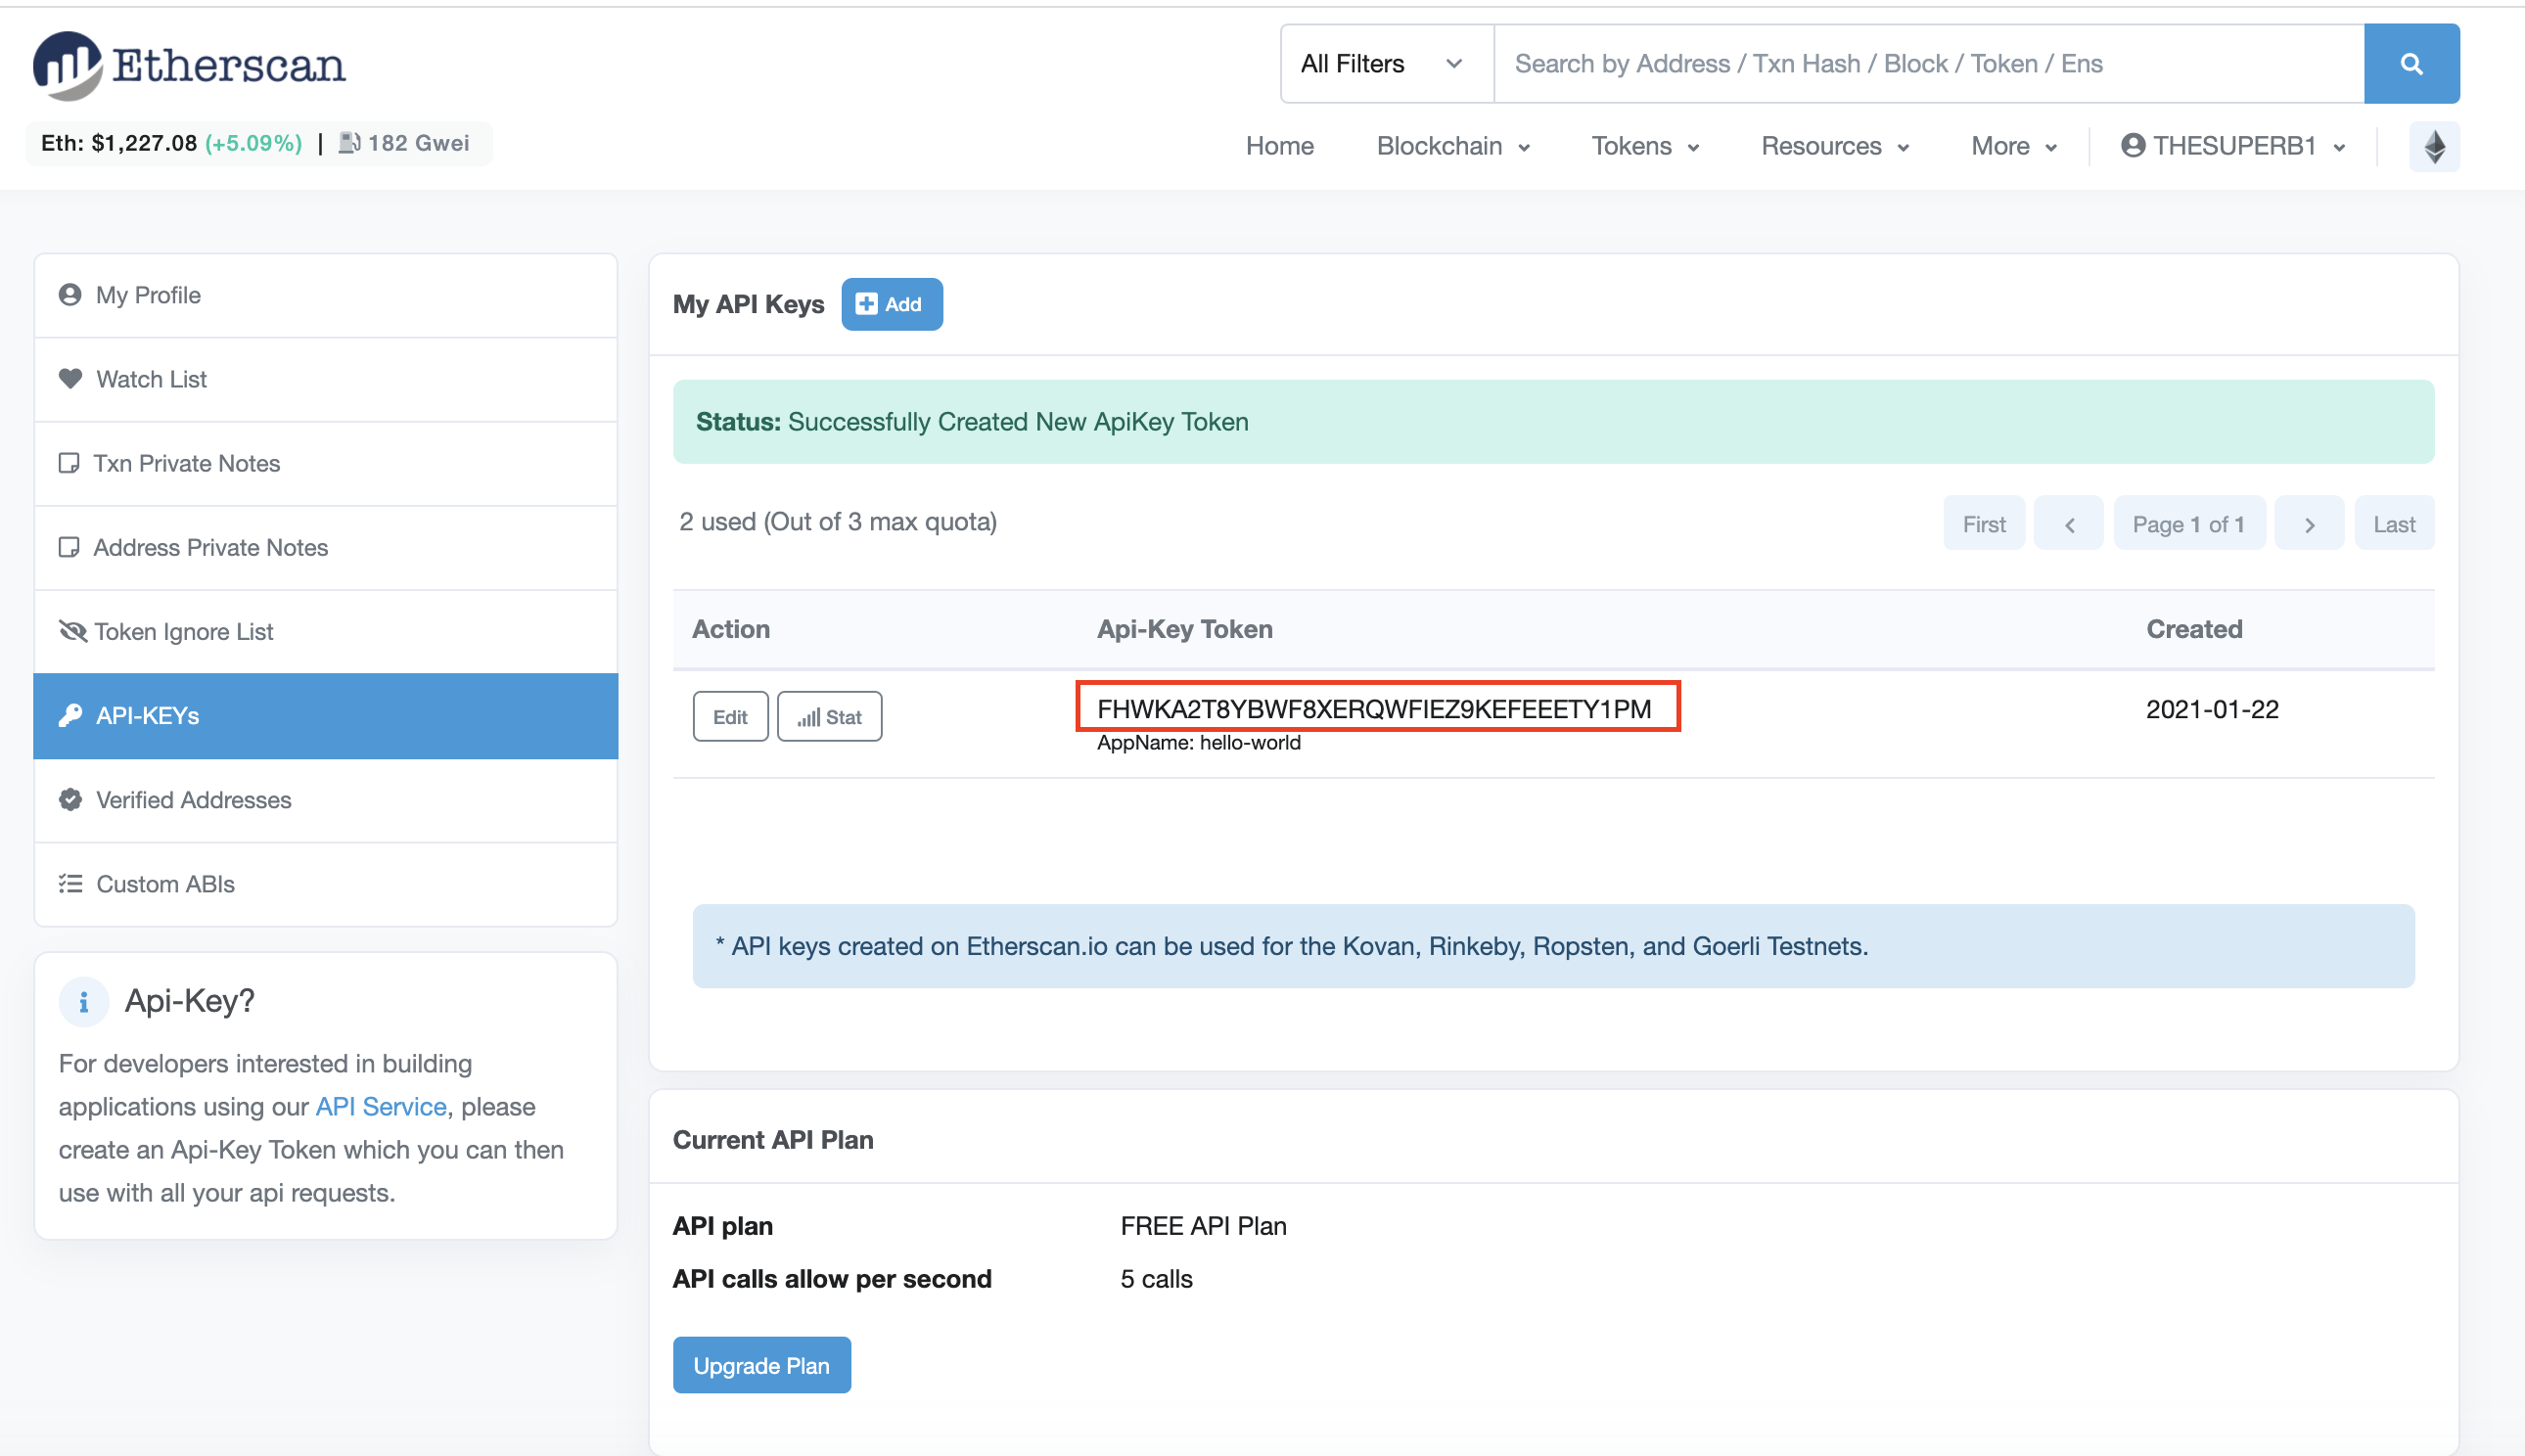 Etherscan
All Filters
Search by Address / Txn Hash / Block / Token / Ens
Eth: $1,227.08 (+5.09%) | 182 Gwei
Home Blockchain Tokens Resources More THESUPERB1
My Profile
Watch List
Txn Private Notes
Address Private Notes
Token Ignore List
API-KEYs
Verified Addresses
Custom ABIs
Api-Key?
For developers interested in building
applications using our API Service, please
create an Api-Key Token which you can then
use with all your api requests.
My API Keys Add
Status: Successfully Created New ApiKey Token
2 used (Out of 3 max quota)
First Page 1 of 1 Last
Action Api-Key Token Created
Edit Stat FHWKA2T8YBWF8XERQWFIEZ9KEFEEETY1PM 2021-01-22
AppName: hello-world
* API keys created on Etherscan.io can be used for the Kovan, Rinkeby, Ropsten, and Goerli Testnets.
Current API Plan
API plan FREE API Plan
API calls allow per second 5 calls
Upgrade Plan